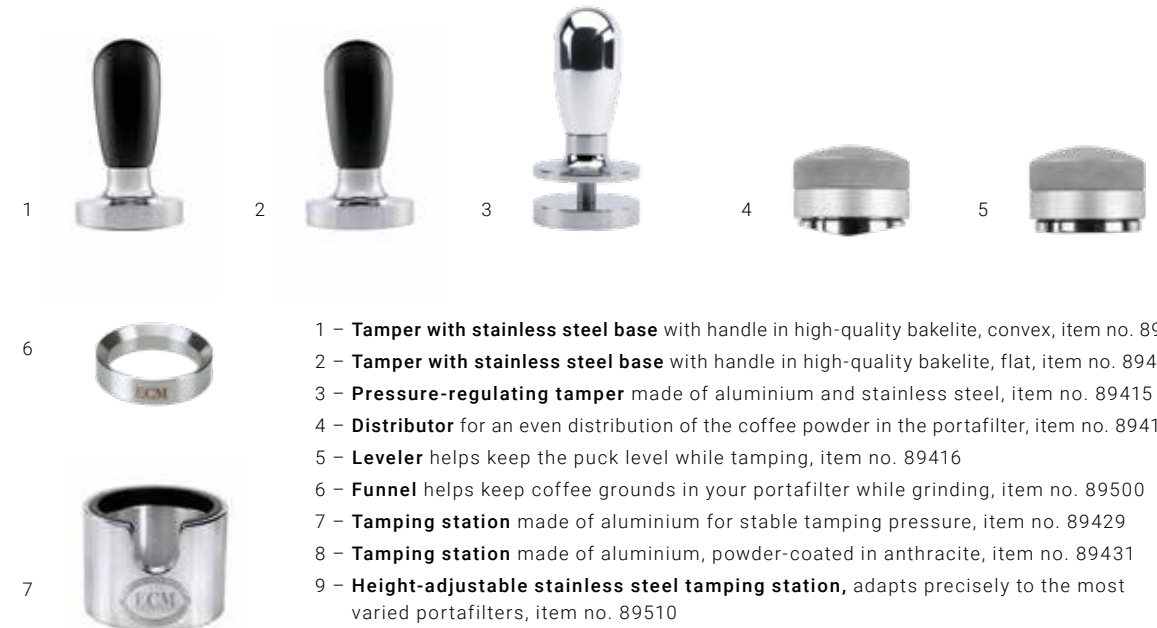 1
2
3
4
5
6
ECM
7
ECM
1 – Tamper with stainless steel base with handle in high-quality bakelite, convex, item no.
2 – Tamper with stainless steel base with handle in high-quality bakelite, flat, item no.
3 – Pressure-regulating tamper made of aluminium and stainless steel, item no. 89415
4 – Distributor for an even distribution of the coffee powder in the portafilter, item no.
5 – Leveler helps keep the puck level while tamping, item no. 89416
6 – Funnel helps keep coffee grounds in your portafilter while grinding, item no. 89500
7 – Tamping station made of aluminium for stable tamping pressure, item no. 89429
8 – Tamping station made of aluminium, powder-coated in anthracite, item no. 89431
9 – Height-adjustable stainless steel tamping station, adapts precisely to the most
varied portafilters, item no. 89510